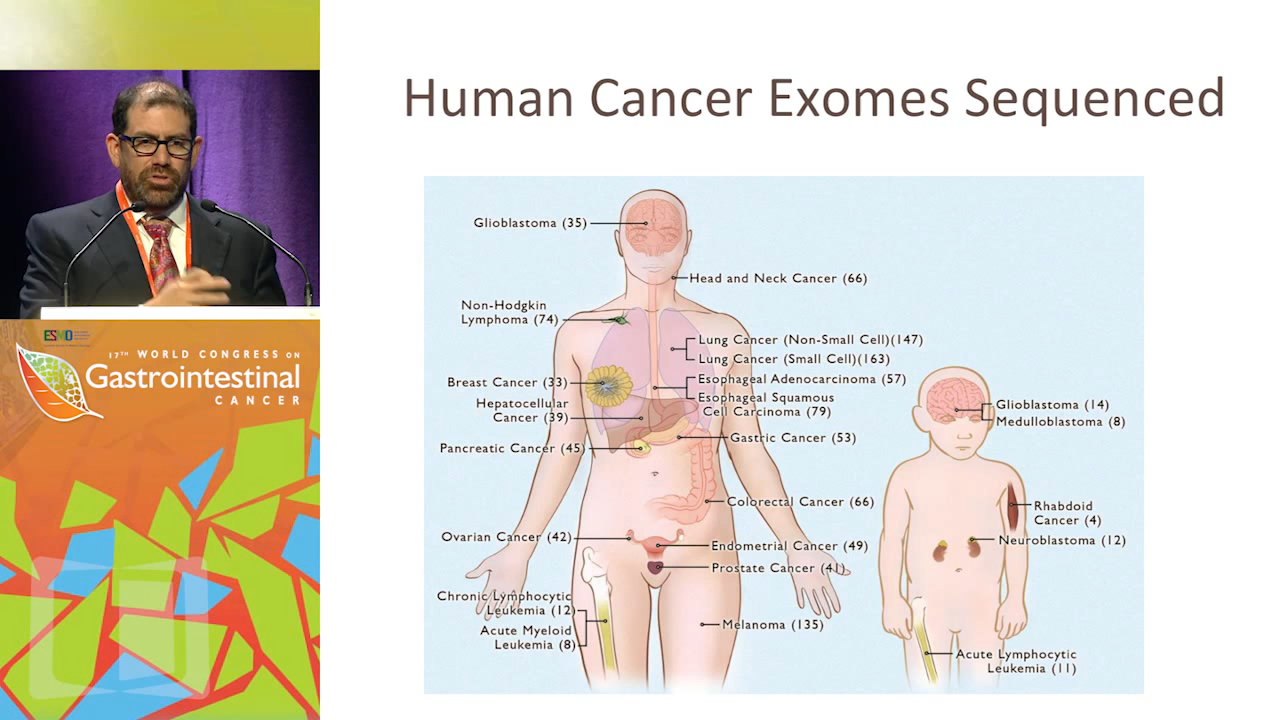 Human Cancer Exomes Sequenced
Glioblastoma (35)
Head and Neck Cancer (66)
Non-Hodgkin
Lymphoma (74)
Lung Cancer (Non-Small Cell)(147)
Lung Cancer (Small Cell)(163)
Breast Cancer (33)
Esophageal Adenocarcinoma (57)
Esophageal Squamous
Cell Carcinoma (79)
Hepatocellular
Cancer (39)
Gastric Cancer (53)
Pancreatic Cancer (45)
Colorectal Cancer (66)
Ovarian Cancer (42)
Endometrial Cancer (49)
Prostate Cancer (41)
Chronic Lymphocytic
Leukemia (12)
Acute Myeloid
Leukemia (8)
Melanoma (135)
Glioblastoma (14)
Medulloblastoma (8)
Rhabdoid
Cancer (4)
Neuroblastoma (12)
Acute Lymphocytic
Leukemia (11)
ESMO
17TH WORLD CONGRESS ON
Gastrointestinal
CANCER